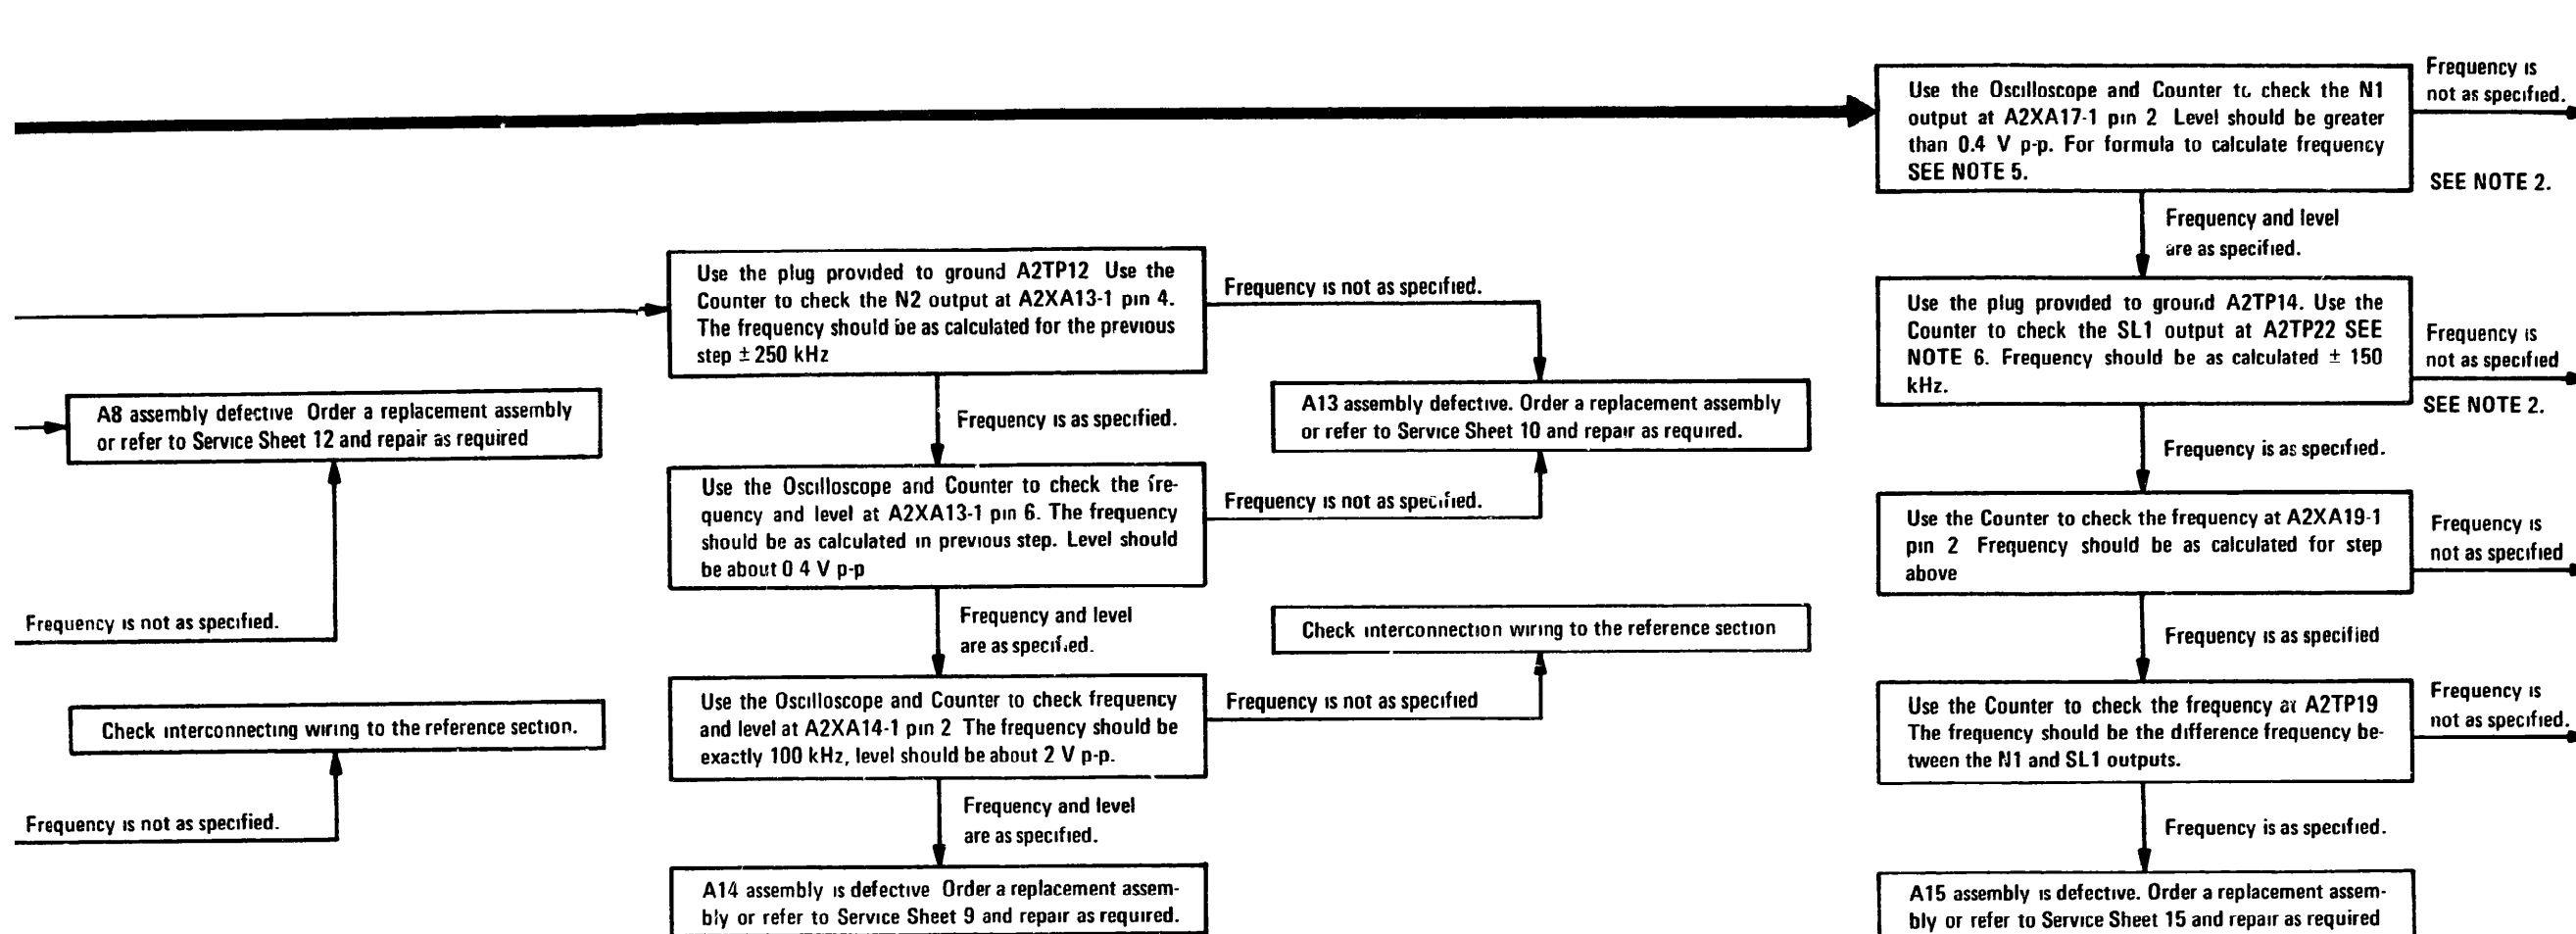 A8 assembly defective Order a replacement assembly
or refer to Service Sheet 12 and repair as required
Frequency is not as specified.
Check interconnecting wiring to the reference section.
Frequency is not as specified.
Use the plug provided to ground A2TP12 Use the
Counter to check the N2 output at A2XA13-1 pin 4.
The frequency should be as calculated for the previous
step ± 250 kHz
Frequency is not as specified.
Frequency is as specified.
A13 assembly defective. Order a replacement assembly
or refer to Service Sheet 10 and repair as required.
Use the Oscilloscope and Counter to check the fre-
quency and level at A2XA13-1 pin 6. The frequency
should be as calculated in previous step. Level should
be about 0 4 V p-p
Frequency is not as specified.
Frequency and level
are as specified.
Check interconnection wiring to the reference section
Use the Oscilloscope and Counter to check frequency
and level at A2XA14-1 pin 2 The frequency should be
exactly 100 kHz, level should be about 2 V p-p.
Frequency is not as specified
Frequency and level
are as specified.
A14 assembly is defective Order a replacement assem-
bly or refer to Service Sheet 9 and repair as required.
Use the Oscilloscope and Counter to check the N1
output at A2XA17-1 pin 2 Level should be greater
than 0.4 V p-p. For formula to calculate frequency
SEE NOTE 5.
Frequency is
not as specified.
SEE NOTE 2.
Frequency and level
are as specified.
Use the plug provided to ground A2TP14. Use the
Counter to check the SL1 output at A2TP22 SEE
NOTE 6. Frequency should be as calculated ± 150
kHz.
Frequency is
not as specified
SEE NOTE 2.
Frequency is as specified.
Use the Counter to check the frequency at A2XA19-1
pin 2 Frequency should be as calculated for step
above
Frequency is
not as specified
Frequency is as specified
Use the Counter to check the frequency at A2TP19
The frequency should be the difference frequency be-
tween the N1 and SL1 outputs.
Frequency is
not as specified.
Frequency is as specified.
A15 assembly is defective. Order a replacement assem-
bly or refer to Service Sheet 15 and repair as required